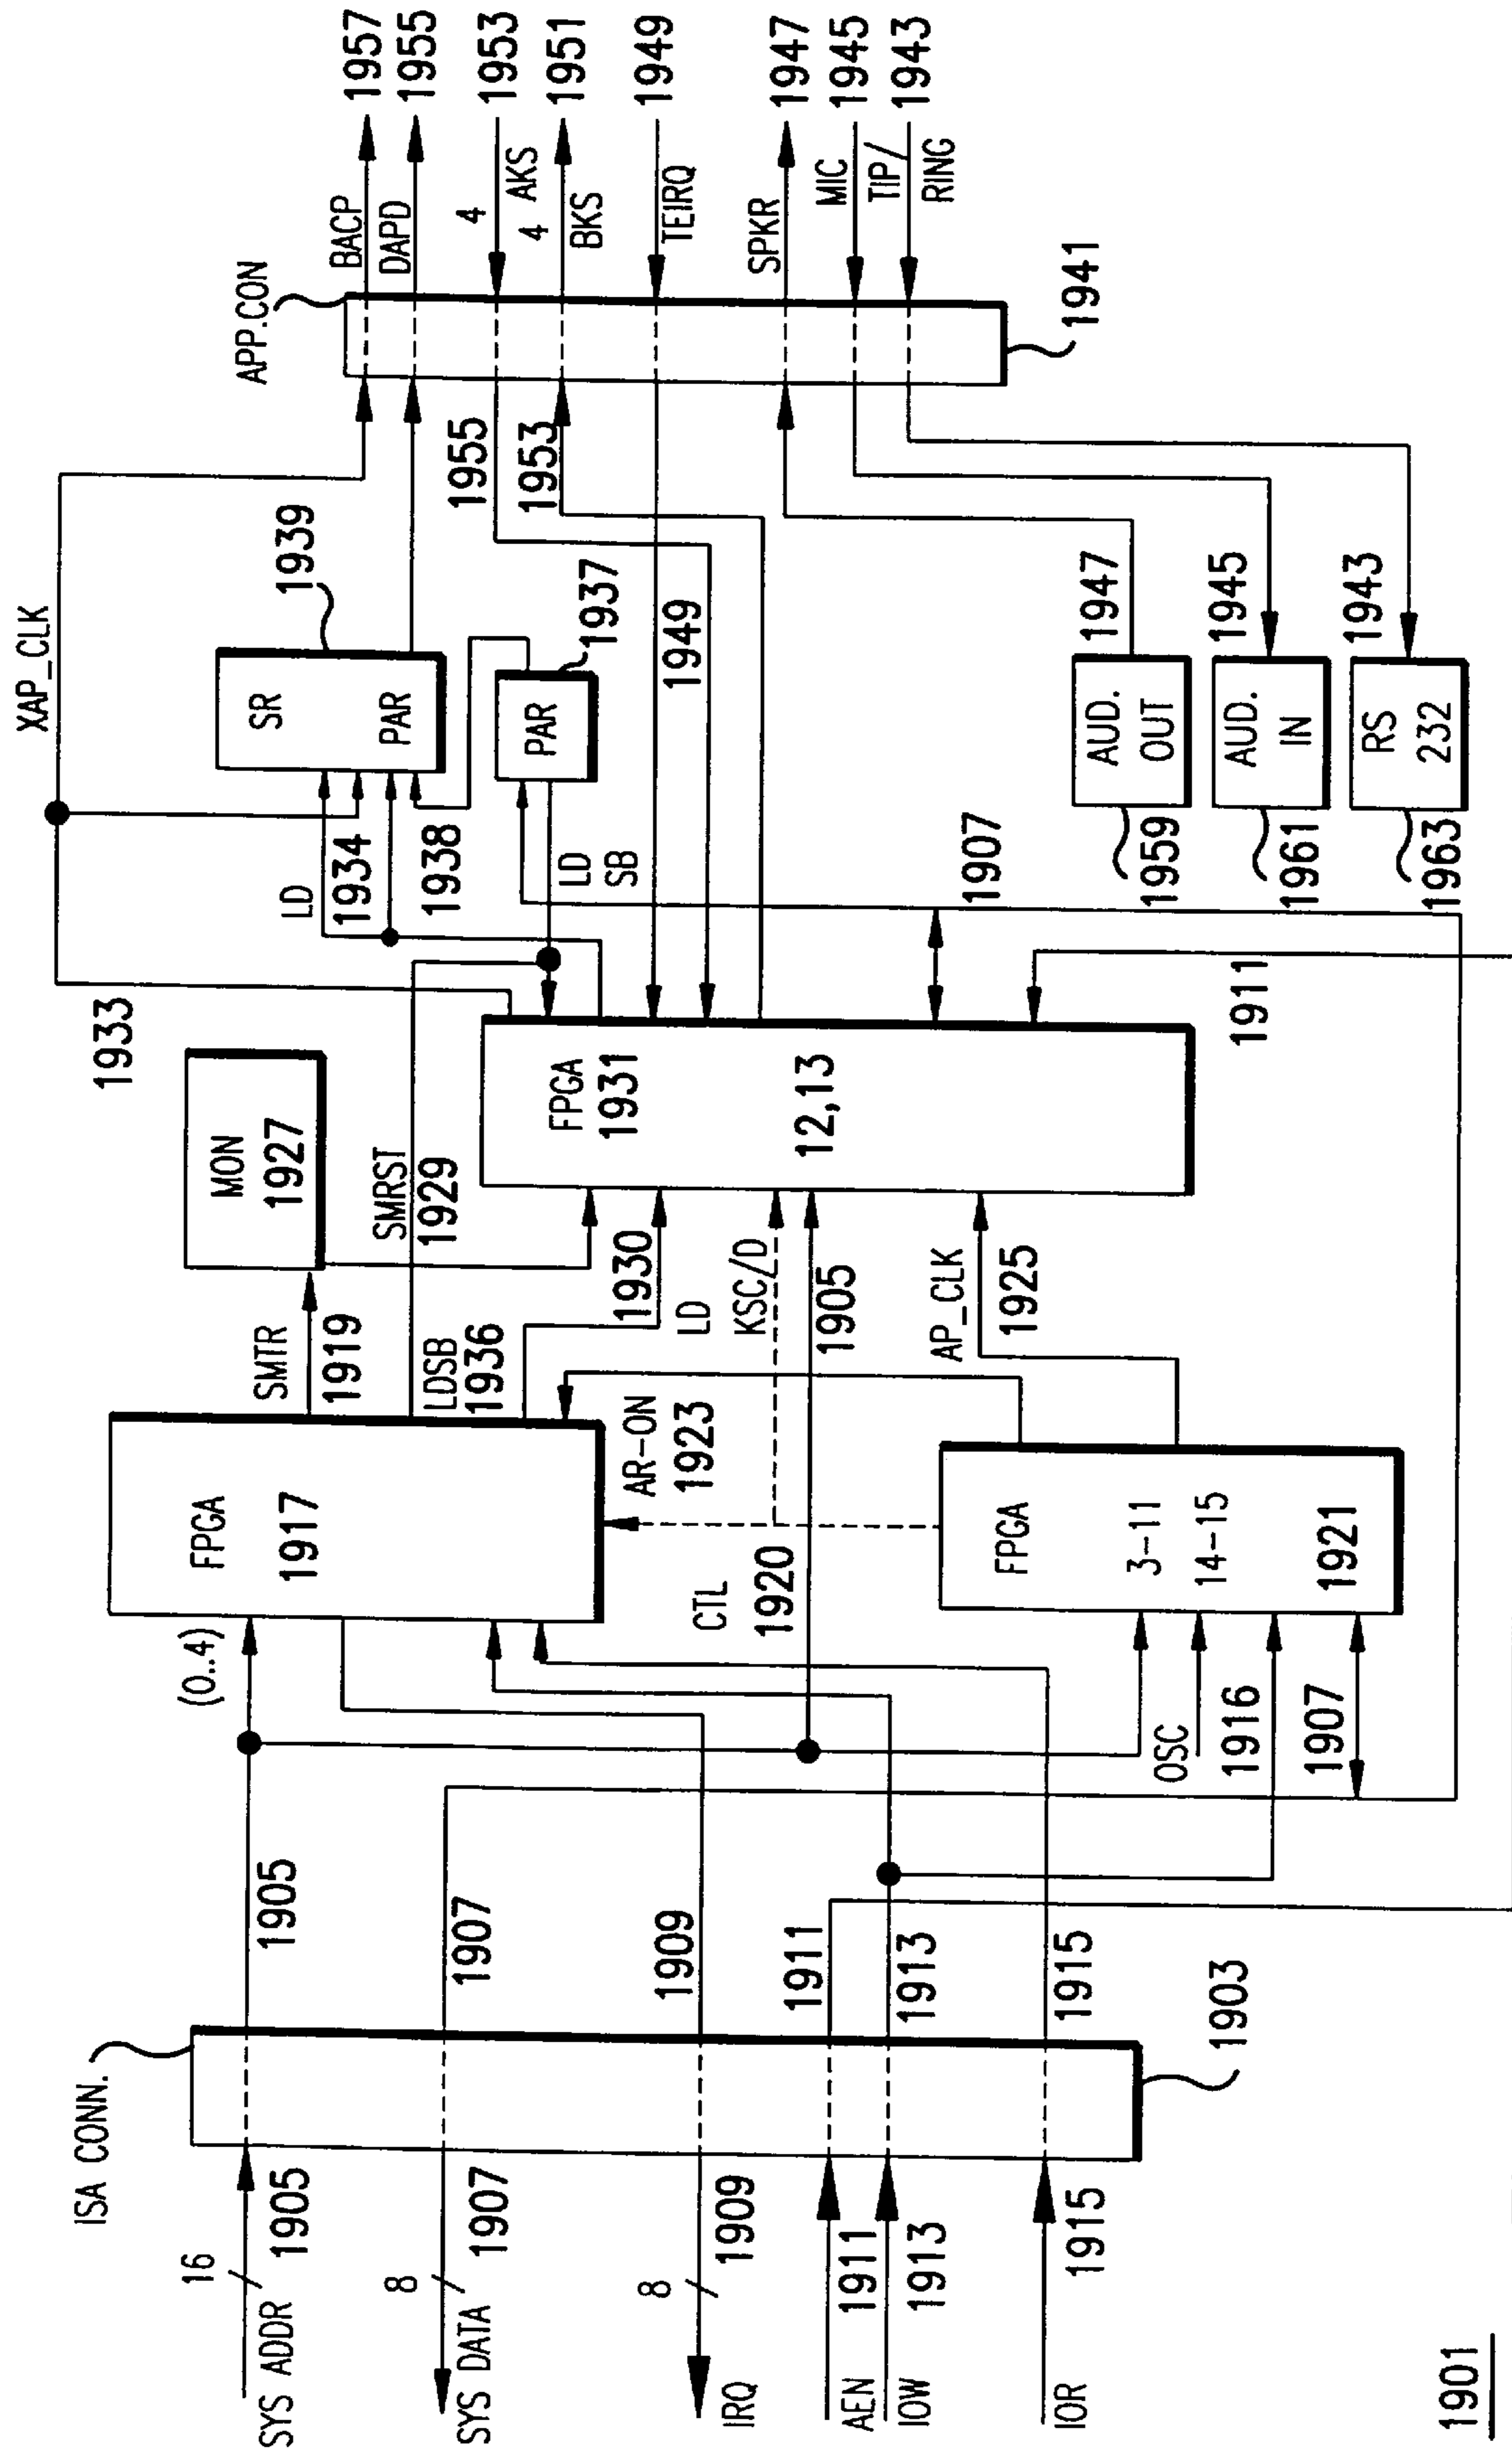 ISA CONN.
16
SYS ADDR
1905
8
SYS DATA
1907
8
IRQ
1909
AEN
1911
IOW
1913
IOR
1915
1901
1903
1905
1907
1909
1911
1913
1915
(0..4)
FPGA
1917
SMTR
1919
MON
1927
SMRST
1929
LDSB
1936
1930
LD
KSC/D
AR-ON
1923
CTL
1920
1905
AP_CLK
1925
OSC
1916
1907
FPGA
3-11
14-15
1921
FPGA
1931
12,13
1933
XAP_CLK
LD
1934
1938
SR
PAR
1939
PAR
1937
LD
SB
1949
1955
1953
1907
1911
AUD.
OUT
1947
1959
AUD.
IN
1945
1961
RS
232
1943
1963
APP.CON
1941
BACP
1957
DAPD
1955
4
AKS
1953
4
BKS
1951
TEIRQ
1949
SPKR
1947
MIC
1945
TIP/
RING
1943